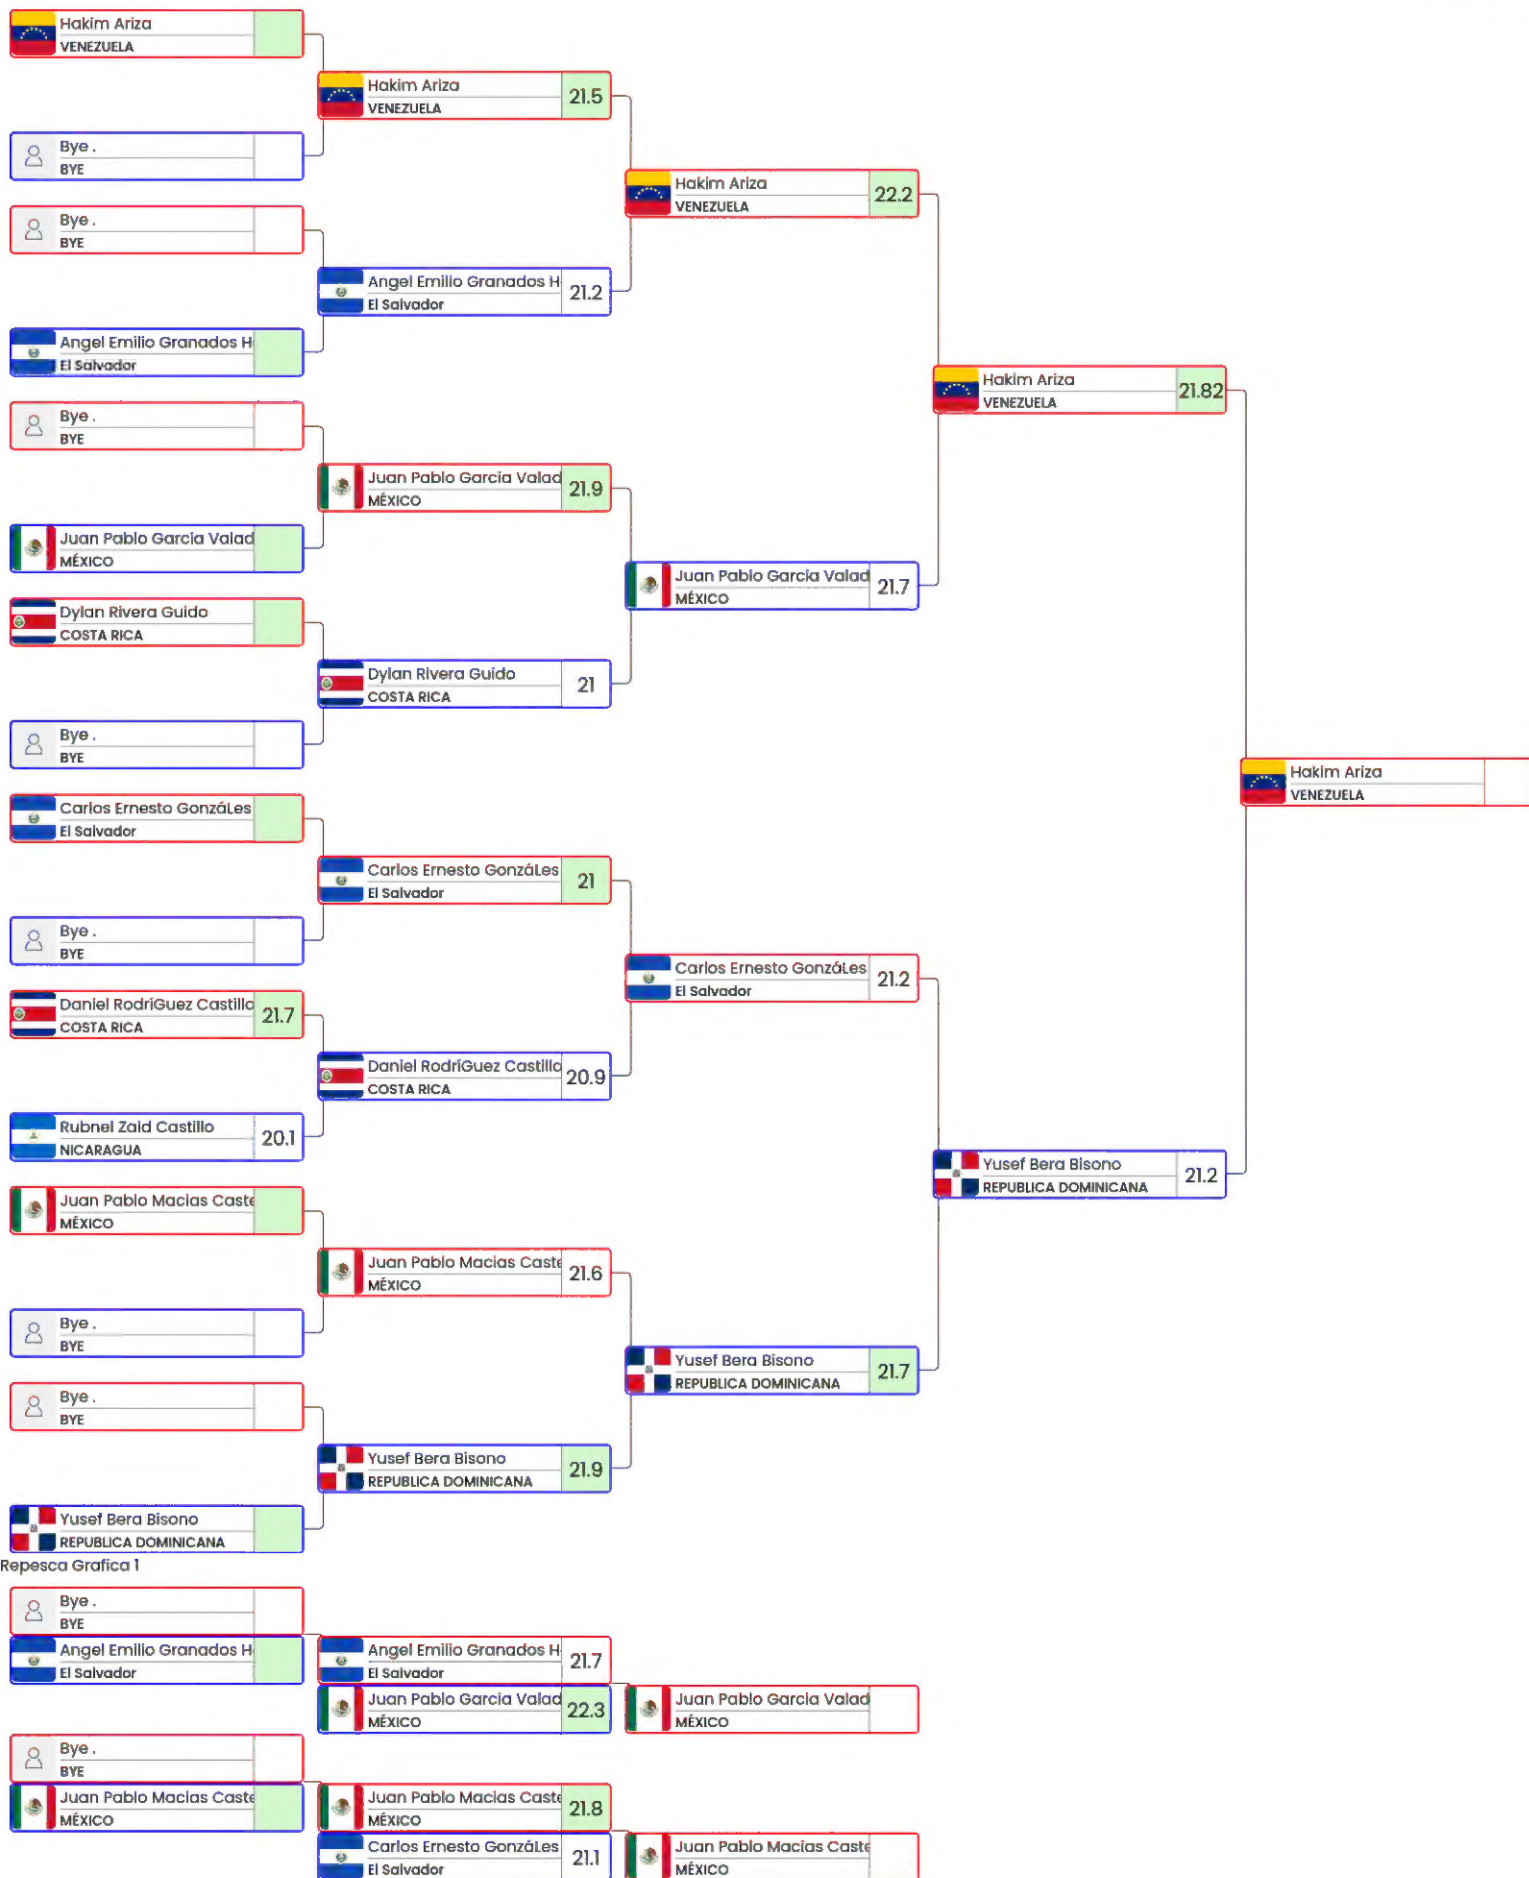 Hakim Ariza
VENEZUELA
Bye .
BYE
Bye .
BYE
Angel Emilio Granados H
El Salvador
Bye .
BYE
Juan Pablo Garcia Valad
MÉXICO
Dylan Rivera Guido
COSTA RICA
Bye .
BYE
Carlos Ernesto GonzáLes
El Salvador
Bye .
BYE
Daniel RodríGuez Castillo
COSTA RICA
21.7
Rubnel Zaid Castillo
NICARAGUA
20.1
Juan Pablo Macias Caste
MÉXICO
Bye .
BYE
Bye .
BYE
Yusef Bera Bisono
REPUBLICA DOMINICANA
Hakim Ariza
VENEZUELA
21.5
Angel Emilio Granados H
El Salvador
21.2
Juan Pablo Garcia Valad
MÉXICO
21.9
Dylan Rivera Guido
COSTA RICA
21
Carlos Ernesto GonzáLes
El Salvador
21
Daniel RodríGuez Castillo
COSTA RICA
20.9
Juan Pablo Macias Caste
MÉXICO
21.6
Yusef Bera Bisono
REPUBLICA DOMINICANA
21.9
Hakim Ariza
VENEZUELA
22.2
Juan Pablo Garcia Valad
MÉXICO
21.7
Carlos Ernesto GonzáLes
El Salvador
21.2
Yusef Bera Bisono
REPUBLICA DOMINICANA
21.7
Hakim Ariza
VENEZUELA
21.82
Yusef Bera Bisono
REPUBLICA DOMINICANA
21.2
Hakim Ariza
VENEZUELA
Repesca Grafica 1
Bye .
BYE
Angel Emilio Granados H
El Salvador
Bye .
BYE
Juan Pablo Macias Caste
MÉXICO
Angel Emilio Granados H
El Salvador
21.7
Juan Pablo Garcia Valad
MÉXICO
22.3
Juan Pablo Macias Caste
MÉXICO
21.8
Carlos Ernesto GonzáLes
El Salvador
21.1
Juan Pablo Garcia Valad
MÉXICO
Juan Pablo Macias Caste
MÉXICO